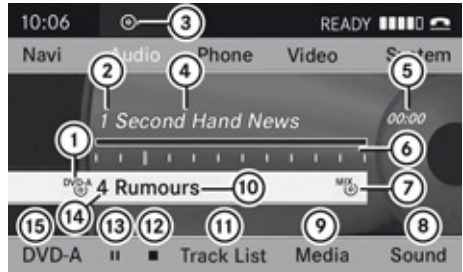 10:06 3 READY
Navi Audio Phone Video System
2 4 5
1 Second Hand News 00:00
1 6
DVD-A 4 Rumours 10 MIX 7
14
15 13 12 11 9 8
DVD-A Track List Media Sound